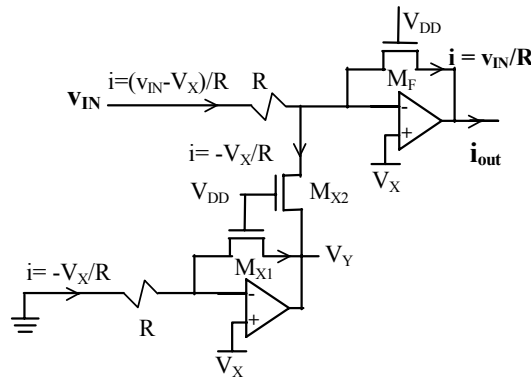 V_DD
i = v_IN/R
i=(v_IN-V_X)/R
R
M_F
v_IN
-
+
i_out
i= -V_X/R
V_X
V_DD
M_X2
M_X1
V_Y
i= -V_X/R
-
R
+
V_X